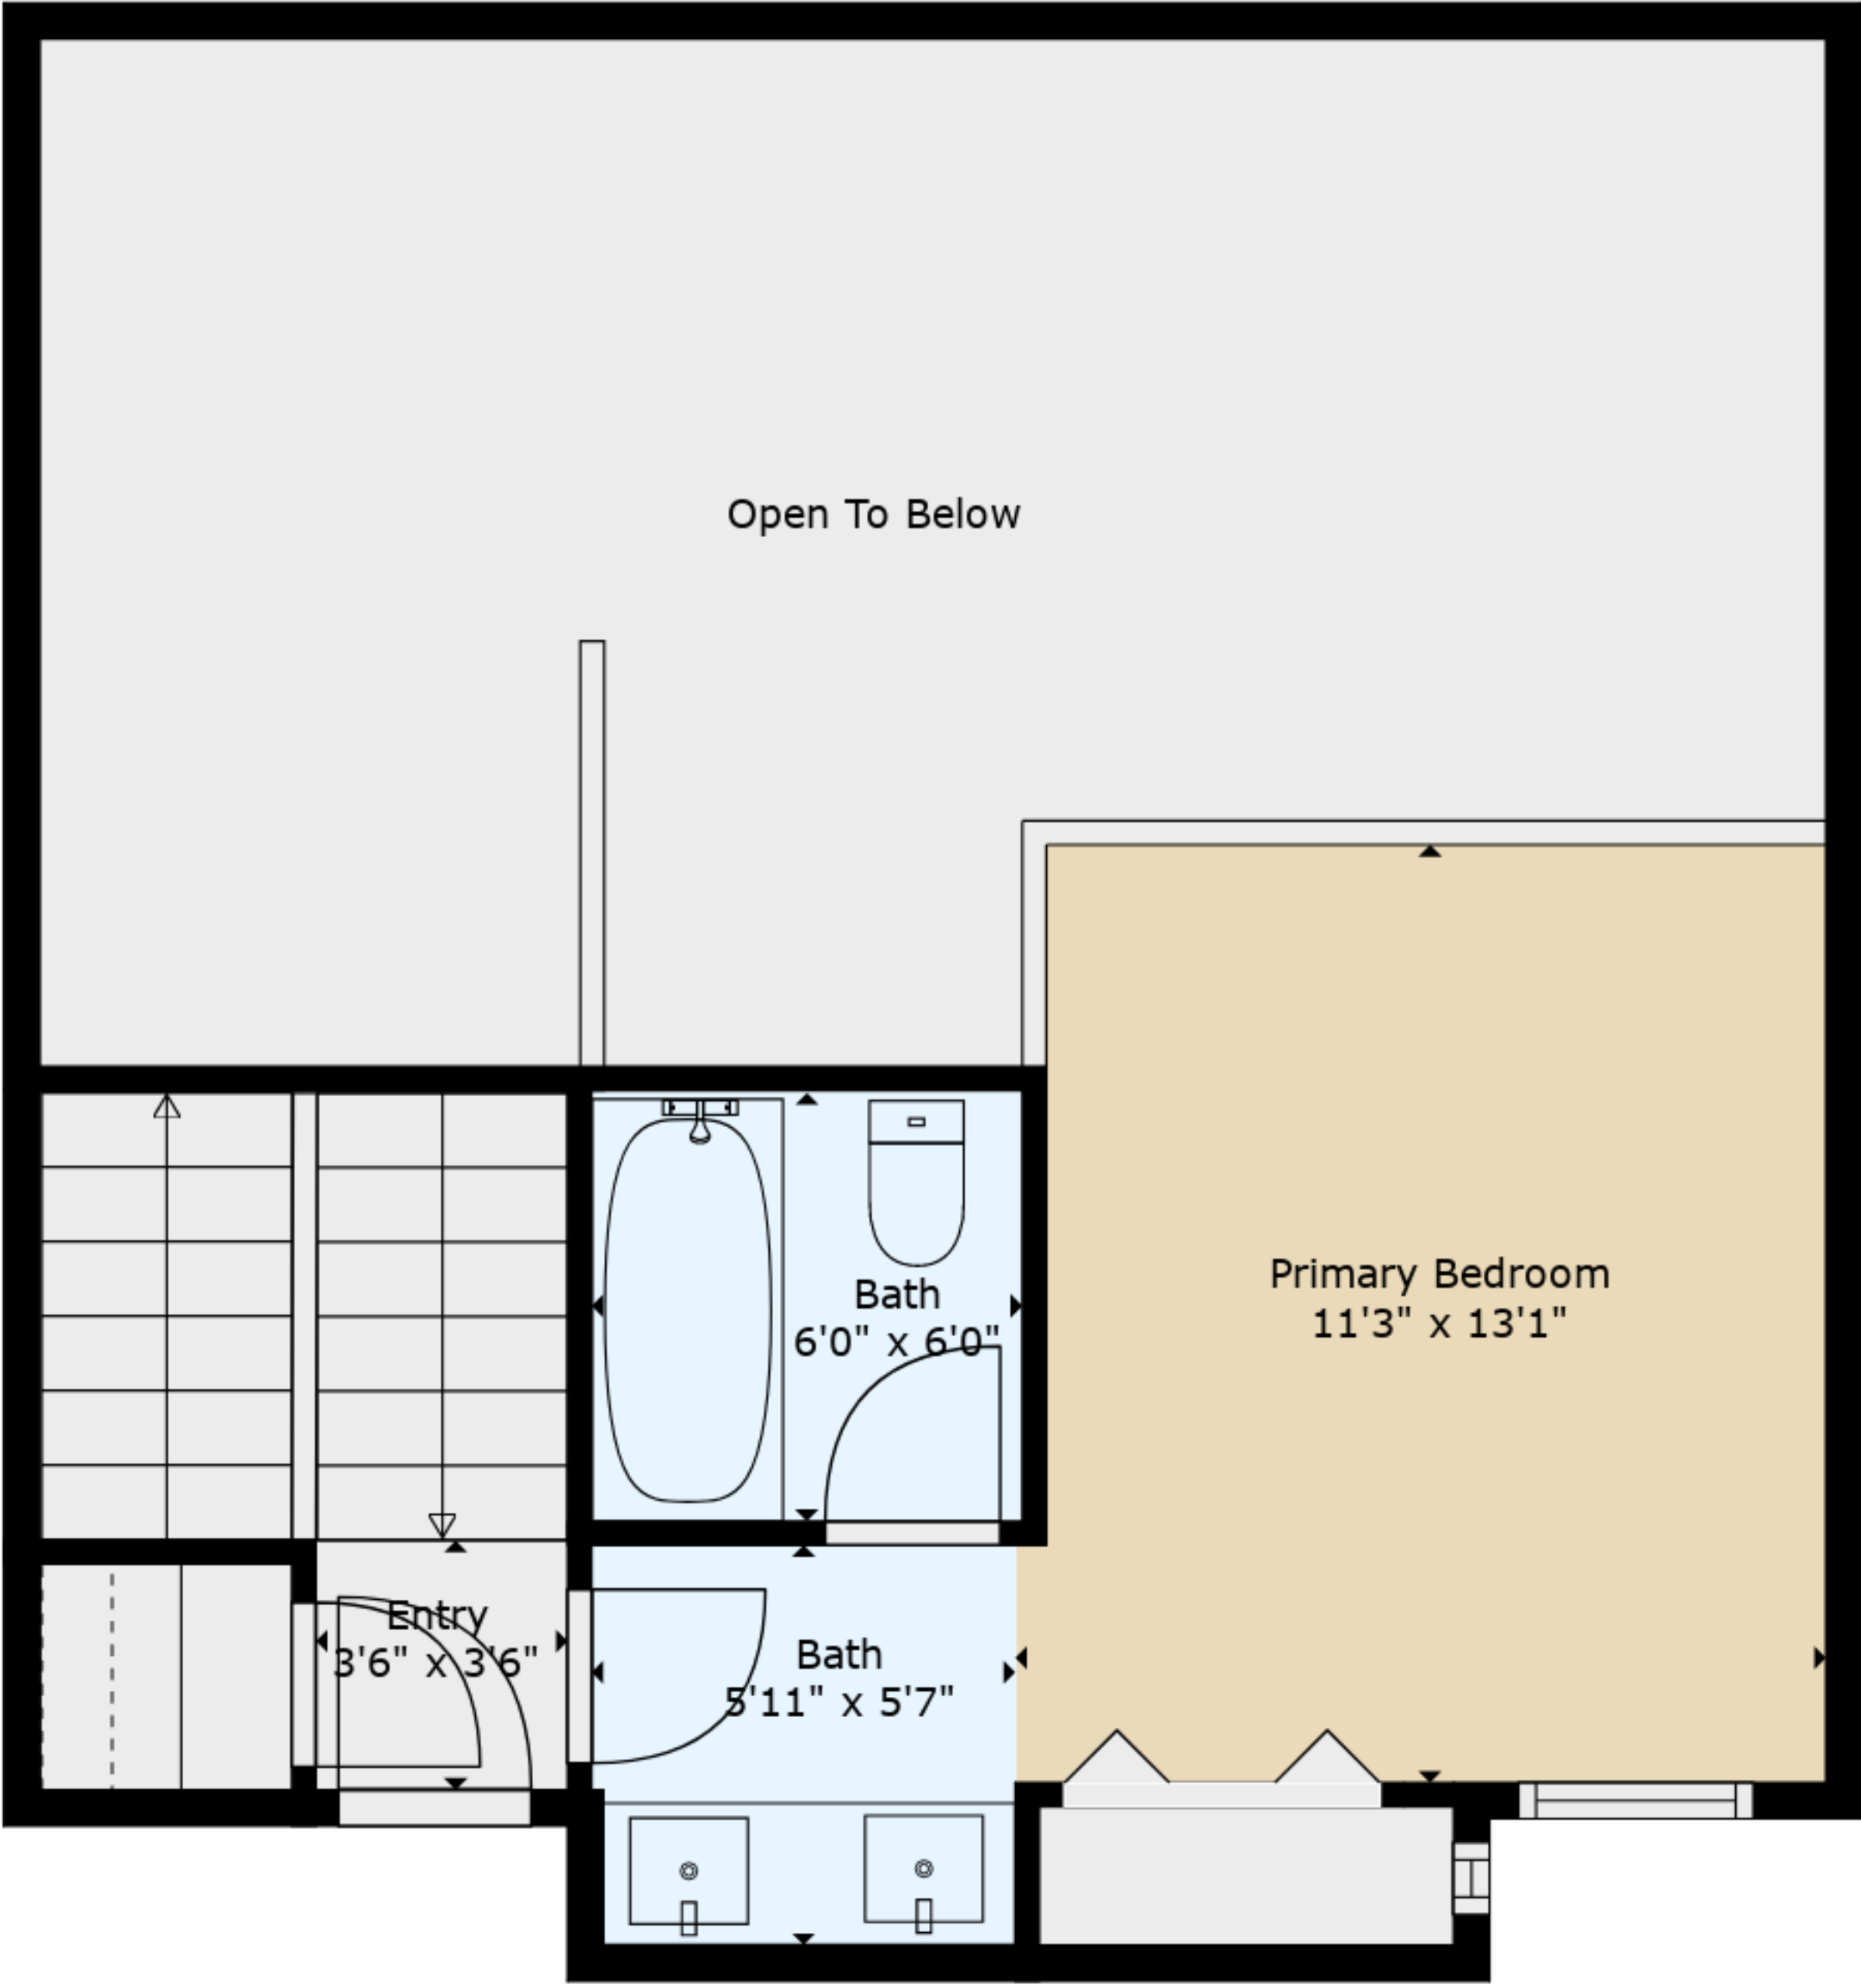 Open To Below
Primary Bedroom
11'3" x 13'1"
Bath
6'0" x 6'0"
Entry
3'6" x 3'6"
Bath
5'11" x 5'7"